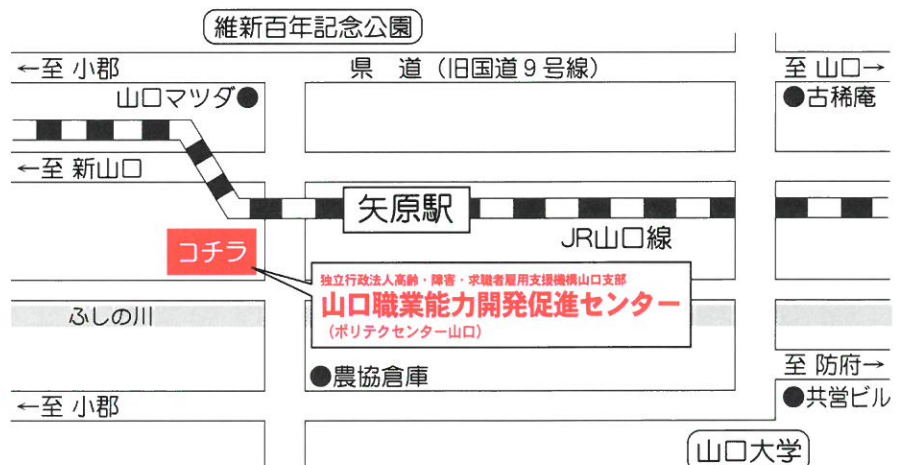 維新百年記念公園
←至 小郡
県 道（旧国道９号線）
至 山口→
山口マツダ●
●古稀庵
←至 新山口
矢原駅
JR山口線
コチラ
独立行政法人高齢・障害・求職者雇用支援機構山口支部
山口職業能力開発促進センター
（ポリテクセンター山口）
ふしの川
●農協倉庫
至 防府→
←至 小郡
●共営ビル
山口大学